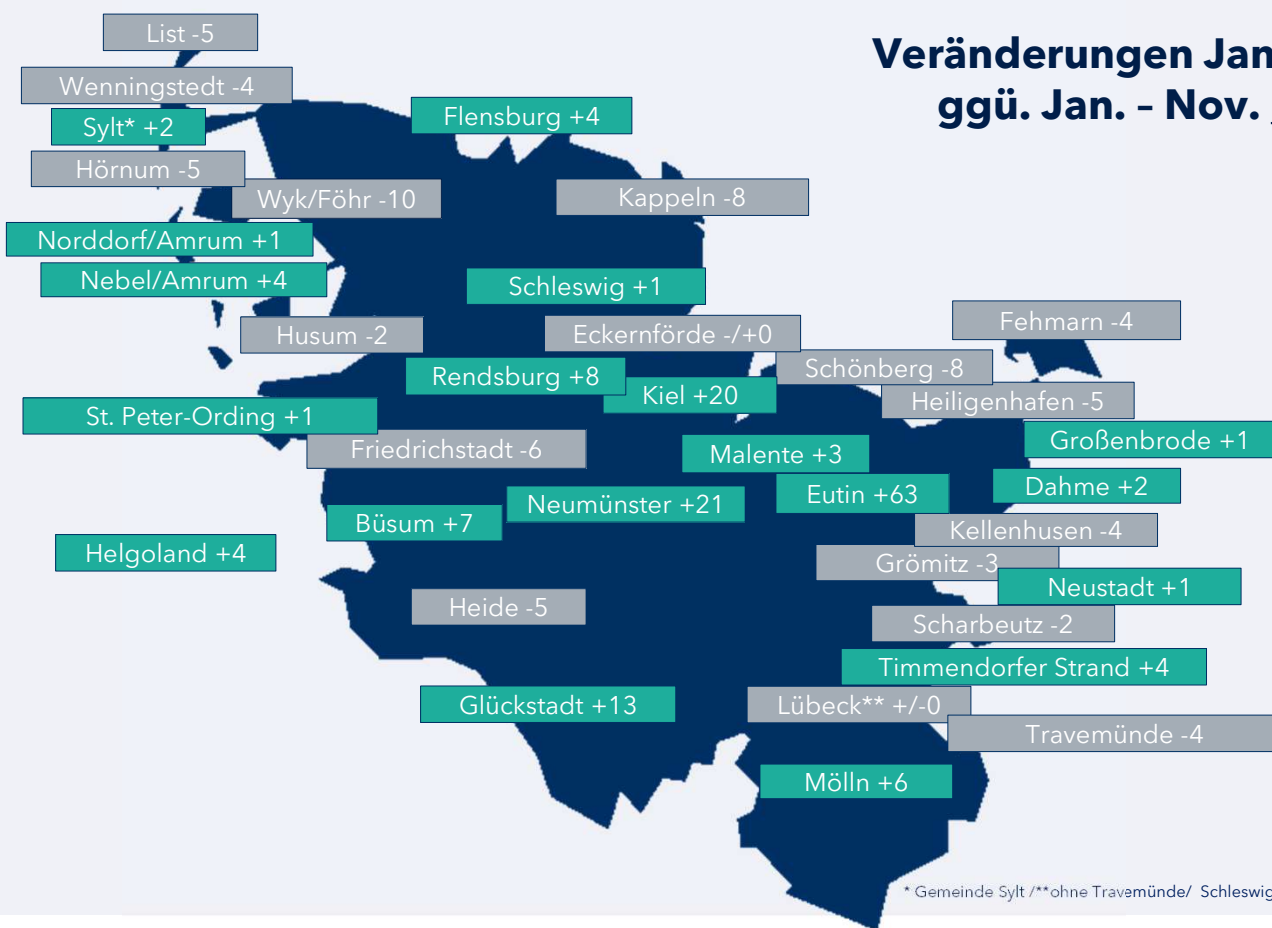 Veränderungen Jan
ggü. Jan. – Nov.
List -5
Wenningstedt -4
Sylt* +2
Flensburg +4
Hörnum -5
Wyk/Föhr -10
Kappeln -8
Norddorf/Amrum +1
Nebel/Amrum +4
Schleswig +1
Husum -2
Eckernförde -/+0
Fehmarn -4
Rendsburg +8
Kiel +20
Schönberg -8
Heiligenhafen -5
St. Peter-Ording +1
Friedrichstadt -6
Malente +3
Großenbrode +1
Neumünster +21
Eutin +63
Dahme +2
Büsum +7
Kellenhusen -4
Helgoland +4
Grömitz -3
Neustadt +1
Heide -5
Scharbeutz -2
Timmendorfer Strand +4
Glückstadt +13
Lübeck** +/-0
Travemünde -4
Mölln +6
* Gemeinde Sylt /**ohne Travemünde/ Schleswig